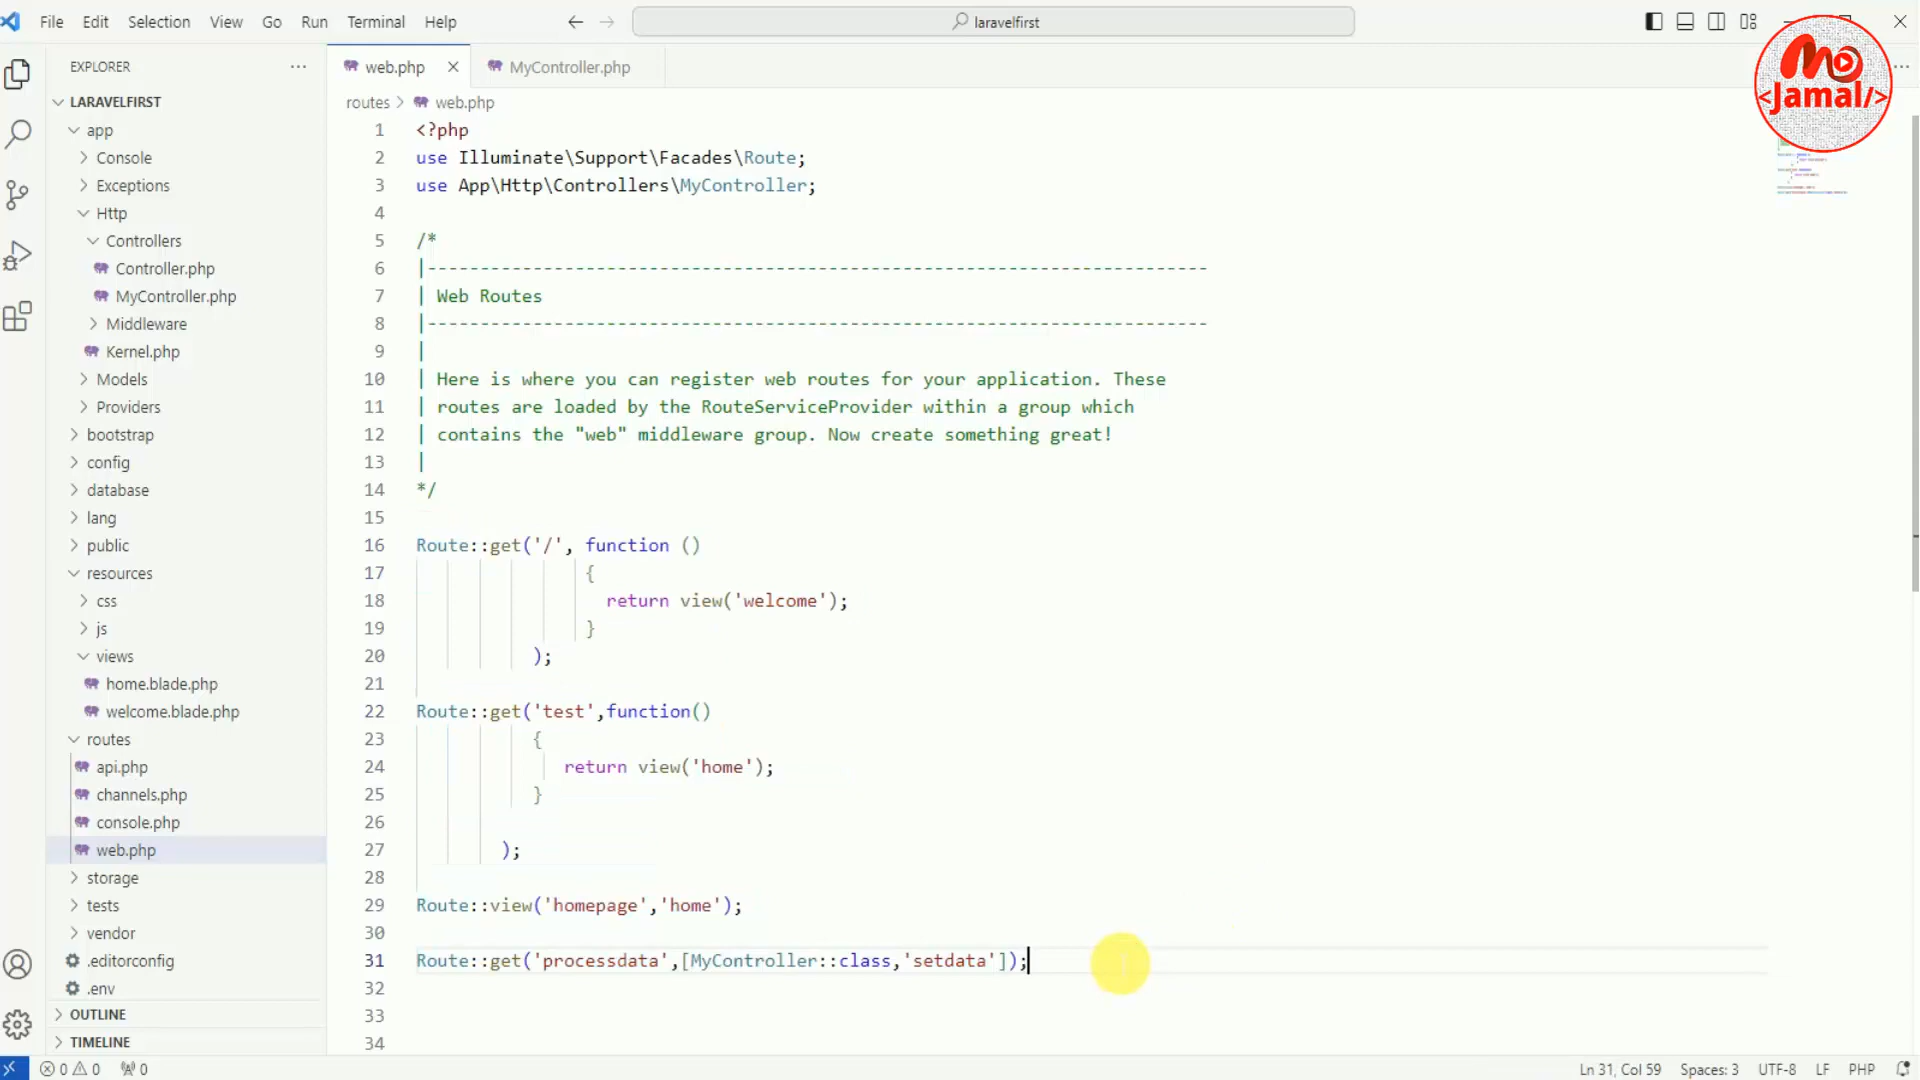 File Edit Selection View Go Run Terminal Help
laravelfirst
EXPLORER
web.php
MyController.php
Mo
<Jamal/>
LARAVELFIRST
app
Console
Exceptions
Http
Controllers
Controller.php
MyController.php
Middleware
Kernel.php
Models
Providers
bootstrap
config
database
lang
public
resources
css
js
views
home.blade.php
welcome.blade.php
routes
api.php
channels.php
console.php
web.php
storage
tests
vendor
.editorconfig
.env
OUTLINE
TIMELINE
routes > web.php
1 <?php
2 use Illuminate\Support\Facades\Route;
3 use App\Http\Controllers\MyController;
4
5 /*
6 |--------------------------------------------------------------------------
7 | Web Routes
8 |--------------------------------------------------------------------------
9 |
10 | Here is where you can register web routes for your application. These
11 | routes are loaded by the RouteServiceProvider within a group which
12 | contains the "web" middleware group. Now create something great!
13 |
14 */
15
16 Route::get('/', function ()
17 {
18 return view('welcome');
19 }
20 );
21
22 Route::get('test',function()
23 {
24 return view('home');
25 }
26
27 );
28
29 Route::view('homepage','home');
30
31 Route::get('processdata',[MyController::class,'setdata']);
32
33
34
0 0 0
Ln 31, Col 59 Spaces: 3 UTF-8 LF PHP